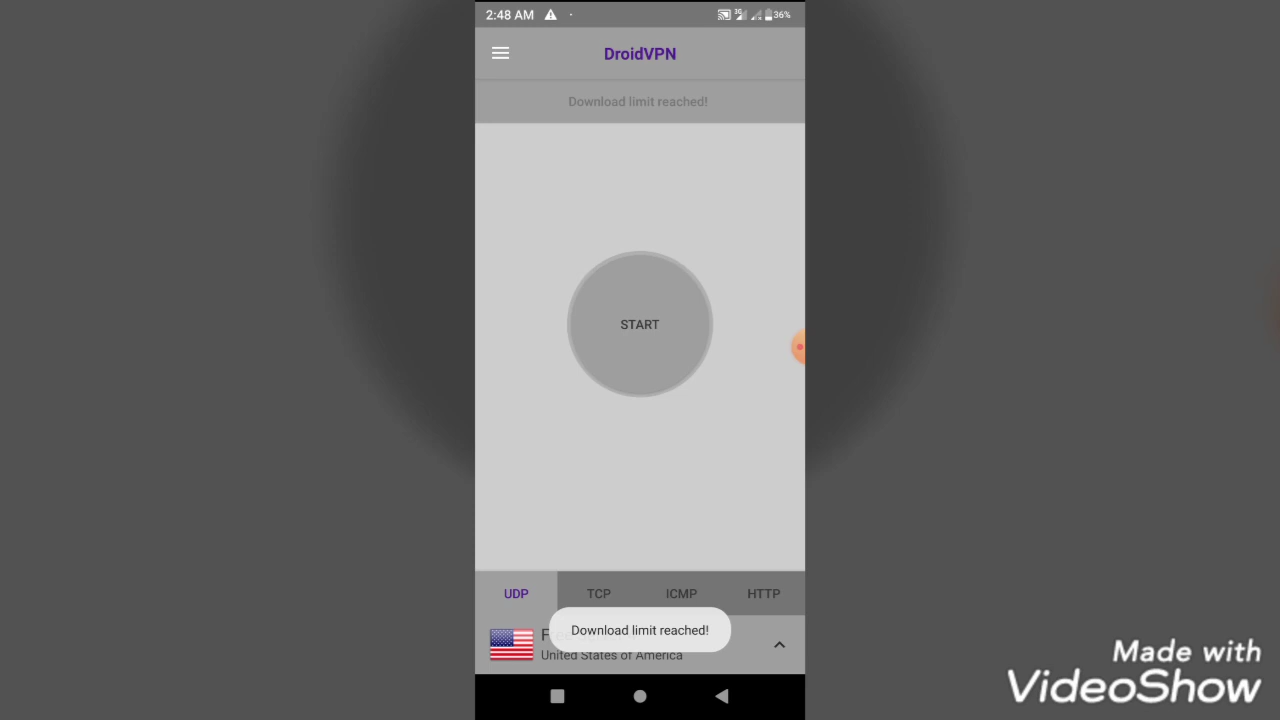 2:48 AM
3G
36%
DroidVPN
Download limit reached!
START
UDP
TCP
ICMP
HTTP
Download limit reached!
United States of America
Made with
VideoShow